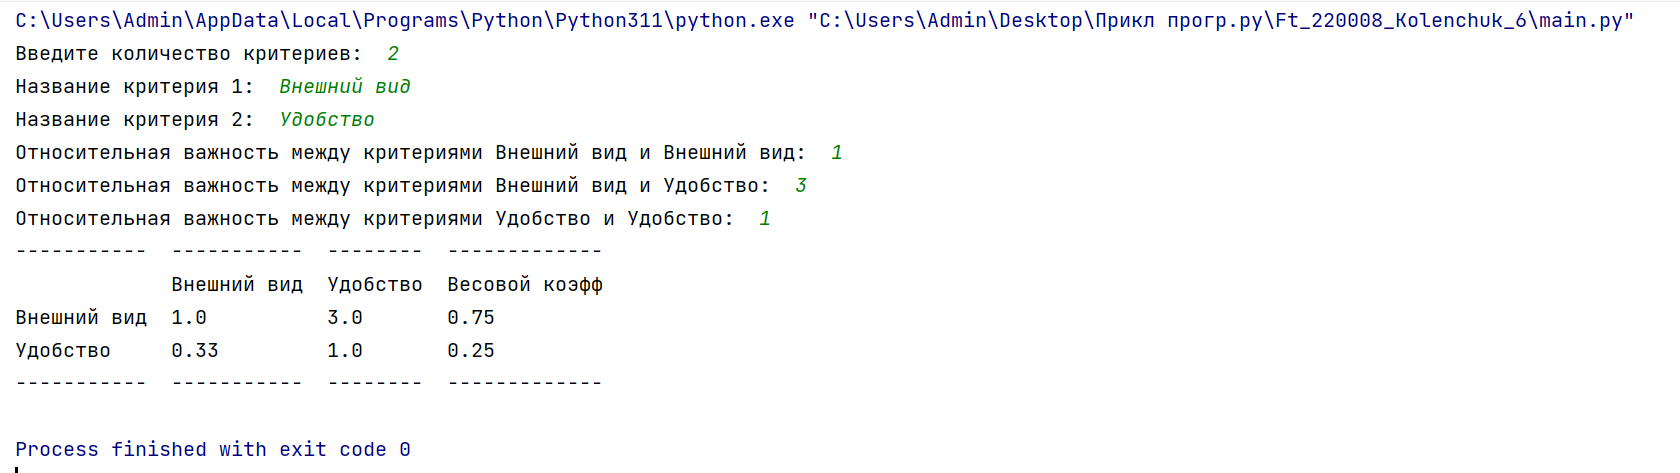 C:\Users\Admin\AppData\Local\Programs\Python\Python311\python.exe "C:\Users\Admin\Desktop\Прикл прогр.py\Ft_220008_Kolenchuk_6\main.py"
Введите количество критериев:  2
Название критерия 1:  Внешний вид
Название критерия 2:  Удобство
Относительная важность между критериями Внешний вид и Внешний вид:  1
Относительная важность между критериями Внешний вид и Удобство:  3
Относительная важность между критериями Удобство и Удобство:  1
-----------  -----------  --------  -------------
             Внешний вид  Удобство  Весовой коэфф
Внешний вид  1.0          3.0       0.75
Удобство     0.33         1.0       0.25
-----------  -----------  --------  -------------
Process finished with exit code 0